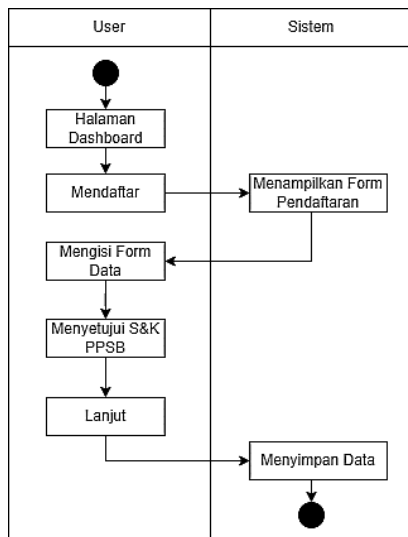 User
Sistem
Halaman
Dashboard
Mendaftar
Menampilkan Form
Pendaftaran
Mengisi Form
Data
Menyetujui S&K
PPSB
Lanjut
Menyimpan Data